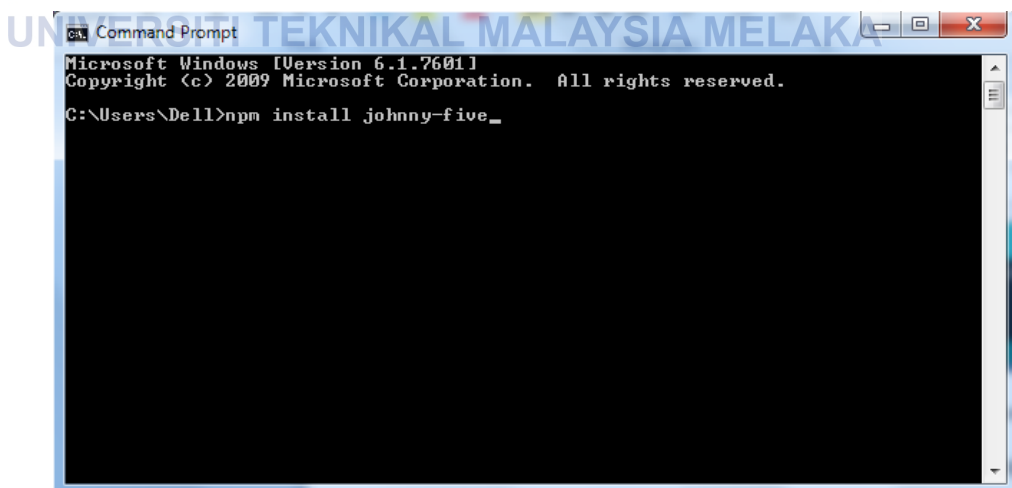 UNIVERSITI TEKNIKAL MALAYSIA MELAKA
Command Prompt
Microsoft Windows [Version 6.1.7601]
Copyright (c) 2009 Microsoft Corporation.  All rights reserved.
C:\Users\Dell>npm install johnny-five_